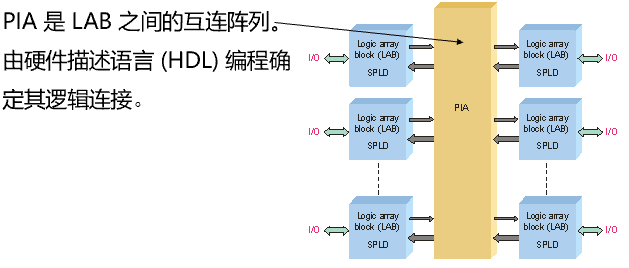 PIA 是 LAB 之间的互连阵列。
由硬件描述语言 (HDL) 编程确
定其逻辑连接。
I/O
Logic array
block (LAB)
SPLD
PIA
Logic array
block (LAB)
SPLD
I/O
I/O
Logic array
block (LAB)
SPLD
Logic array
block (LAB)
SPLD
I/O
I/O
Logic array
block (LAB)
SPLD
Logic array
block (LAB)
SPLD
I/O